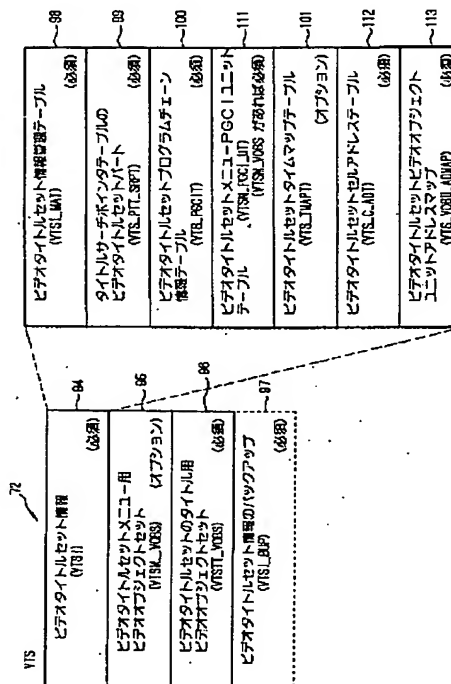 VTS
72
ビデオタイトルセット情報
(VTSI)
(必須)
94
ビデオタイトルセットメニュー用
ビデオオブジェクトセット
(VTSM_VOBS)
(オプション)
95
ビデオタイトルセットのタイトル用
ビデオオブジェクトセット
(VTSTT_VOBS)
(必須)
96
ビデオタイトルセット情報のバックアップ
(VTSI_BUP)
(必須)
97
ビデオタイトルセット情報管理テーブル
(VTSI_MAT)
(必須)
98
タイトルサーチポインタテーブルの
ビデオタイトルセットパート
(VTS_PTT_SRPT)
(必須)
99
ビデオタイトルセットプログラムチェーン
情報テーブル
(VTS_PGCIT)
(必須)
100
ビデオタイトルセットメニューPGCIユニット
テーブル
(VTSM_PGCI_UT)
(VTSM_VOBS があれば必須)
111
ビデオタイトルセットタイムマップテーブル
(VTS_TMAPT)
(オプション)
101
ビデオタイトルセットセルアドレステーブル
(VTS_C_ADT)
(必須)
112
ビデオタイトルセットビデオオブジェクト
ユニットアドレスマップ
(VTS_VOBU_ADMAP)
(必須)
113